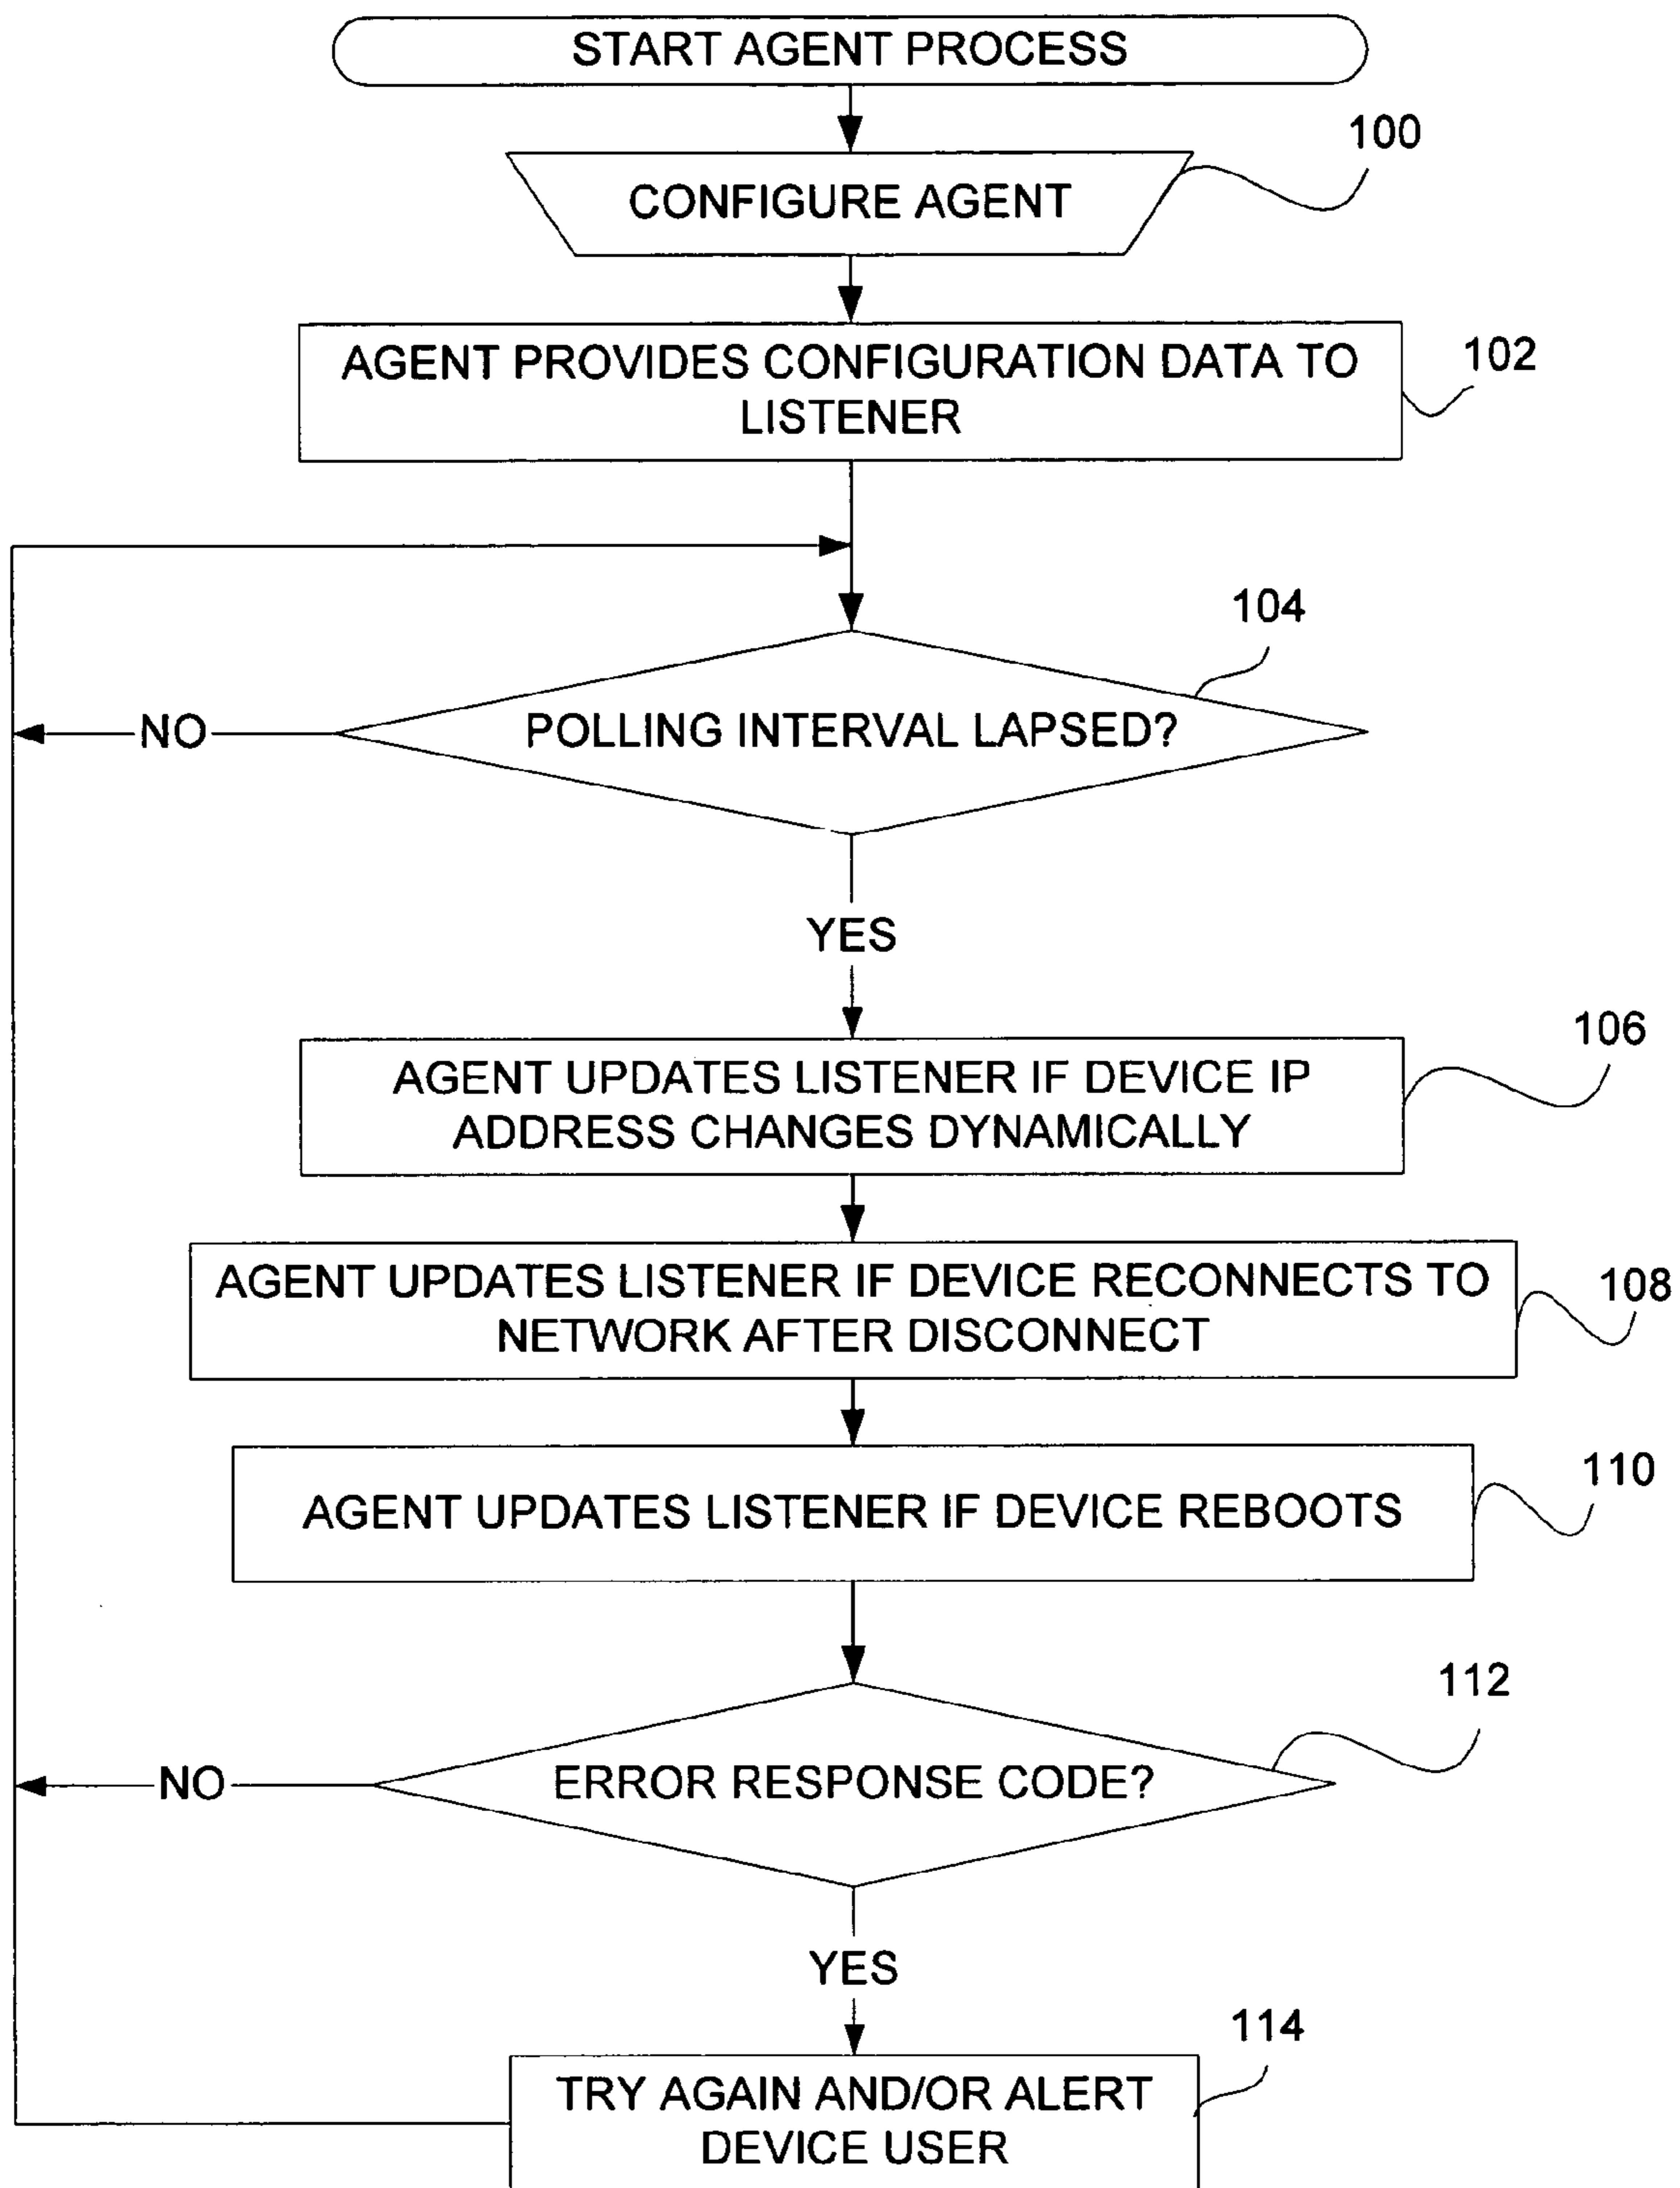 START AGENT PROCESS
100
CONFIGURE AGENT
102
AGENT PROVIDES CONFIGURATION DATA TO
LISTENER
104
NO
POLLING INTERVAL LAPSED?
YES
106
AGENT UPDATES LISTENER IF DEVICE IP
ADDRESS CHANGES DYNAMICALLY
108
AGENT UPDATES LISTENER IF DEVICE RECONNECTS TO
NETWORK AFTER DISCONNECT
110
AGENT UPDATES LISTENER IF DEVICE REBOOTS
112
NO
ERROR RESPONSE CODE?
YES
114
TRY AGAIN AND/OR ALERT
DEVICE USER